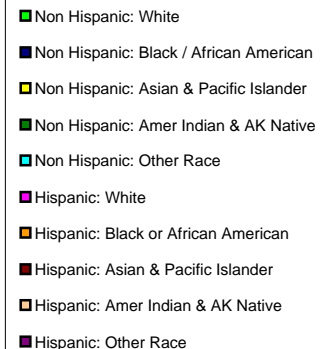 Non Hispanic: White
Non Hispanic: Black / African American
Non Hispanic: Asian & Pacific Islander
Non Hispanic: Amer Indian & AK Native
Non Hispanic: Other Race
Hispanic: White
Hispanic: Black or African American
Hispanic: Asian & Pacific Islander
Hispanic: Amer Indian & AK Native
Hispanic: Other Race